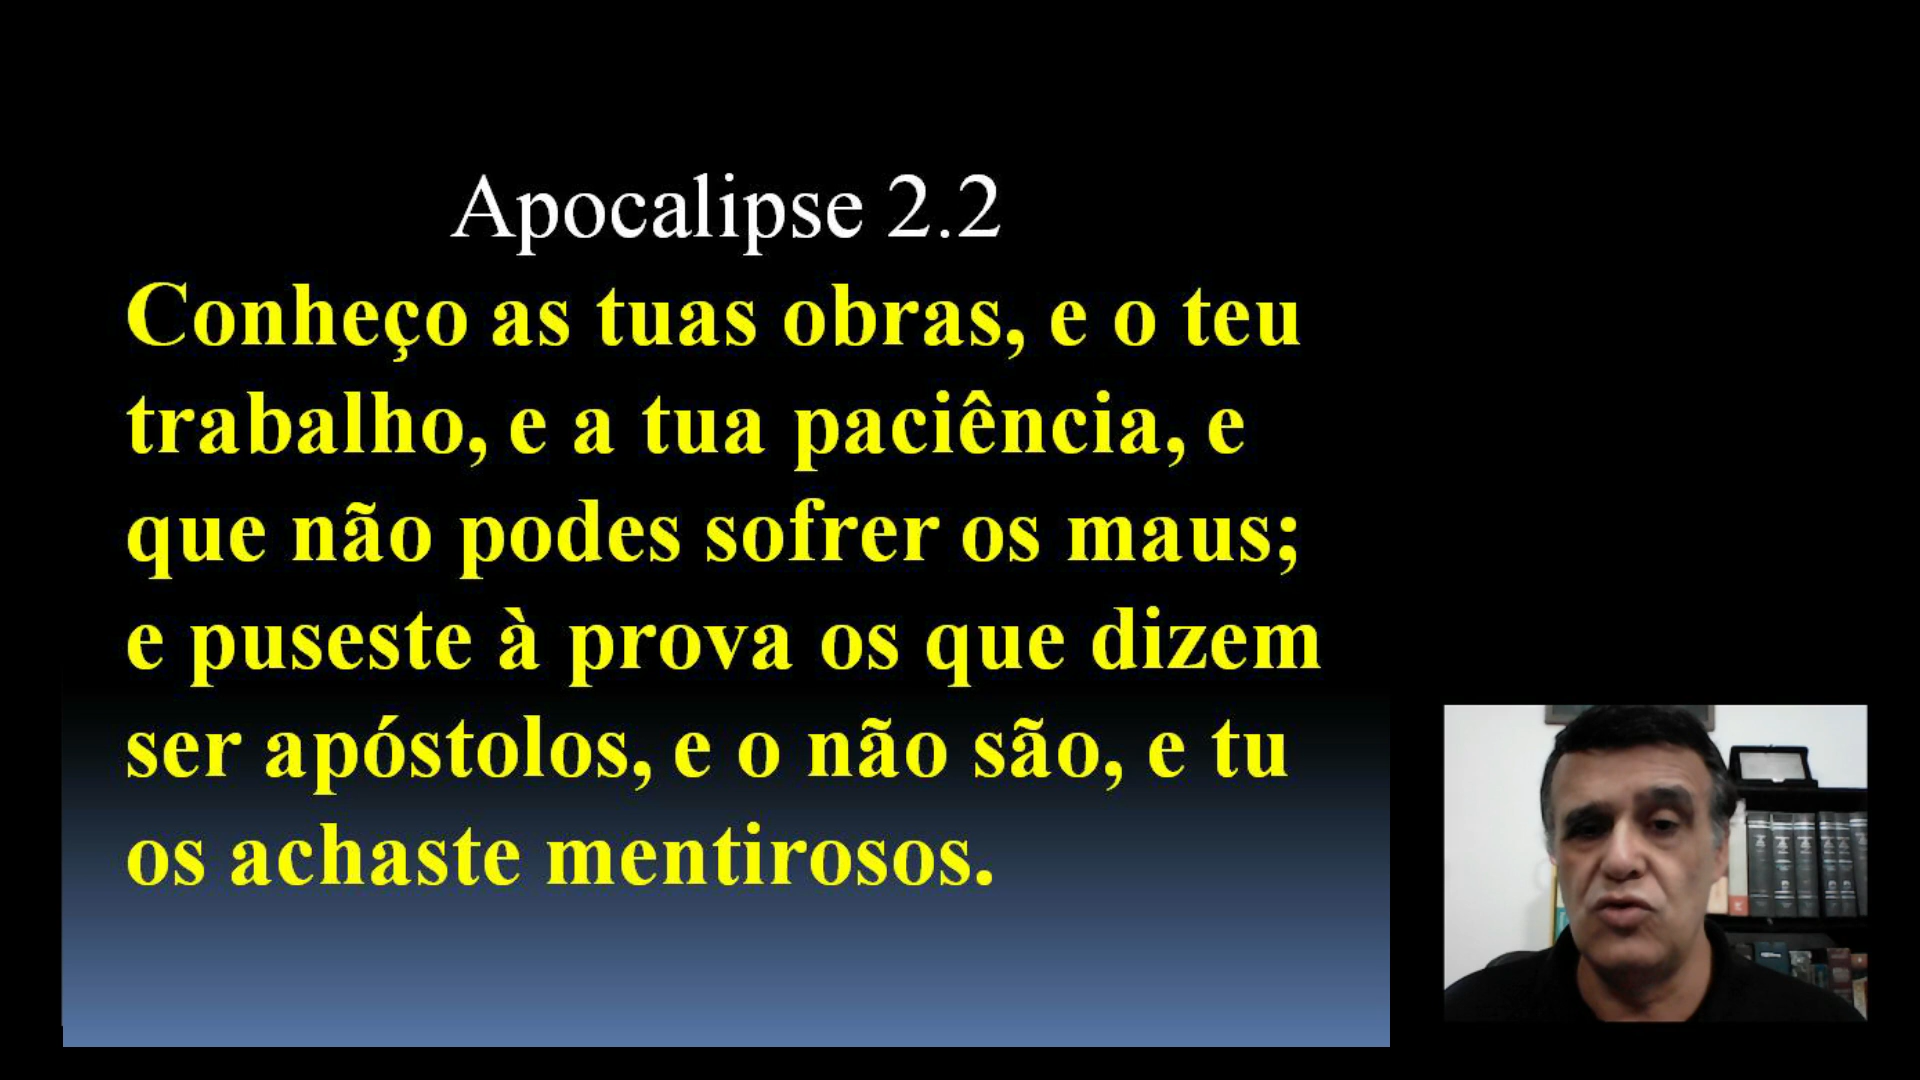 Apocalipse 2.2
Conheço as tuas obras, e o teu
trabalho, e a tua paciência, e
que não podes sofrer os maus;
e puseste à prova os que dizem
ser apóstolos, e o não são, e tu
os achaste mentirosos.